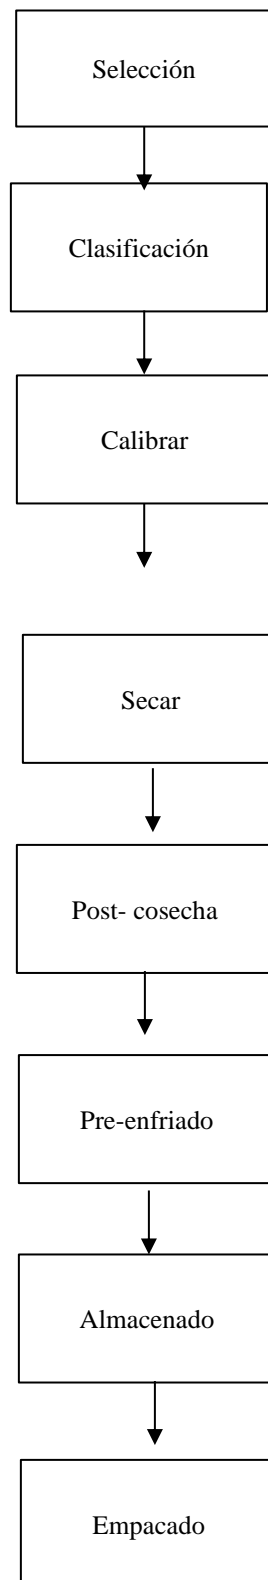 Selección
Clasificación
Calibrar
Secar
Post- cosecha
Pre-enfriado
Almacenado
Empacado